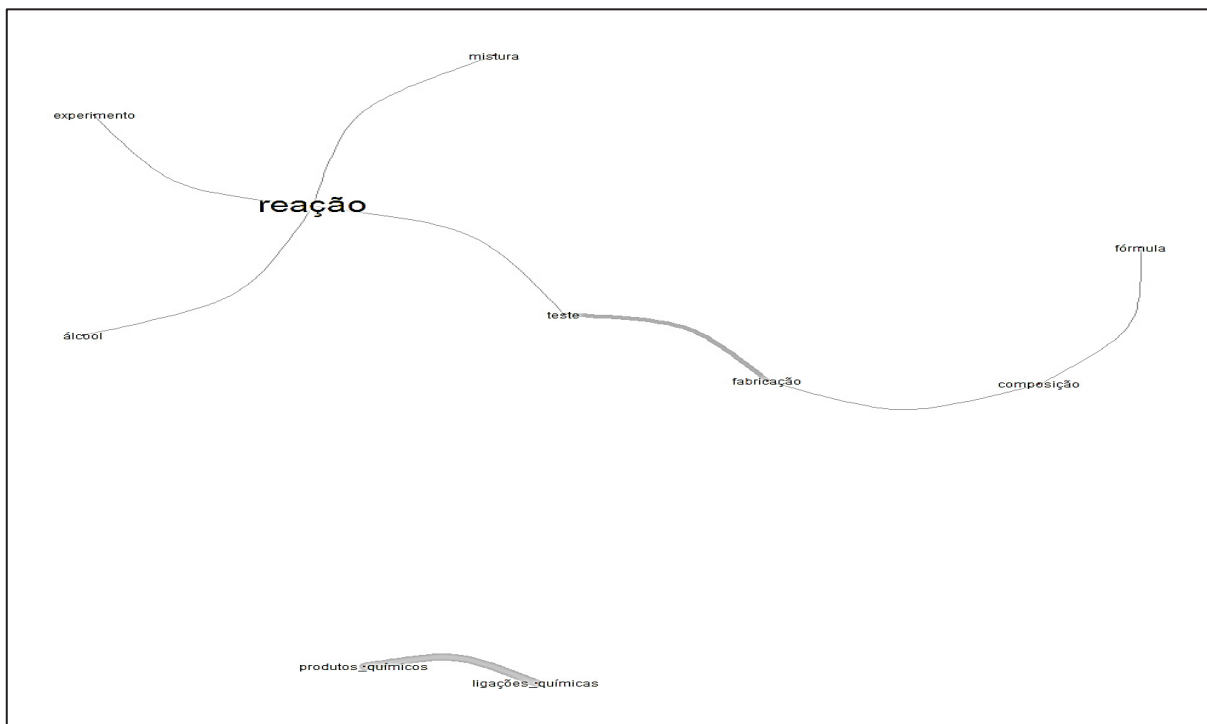 mistura
experimento
reação
fórmula
teste
álcool
fabricação
composição
produtos_químicos
ligações_químicas